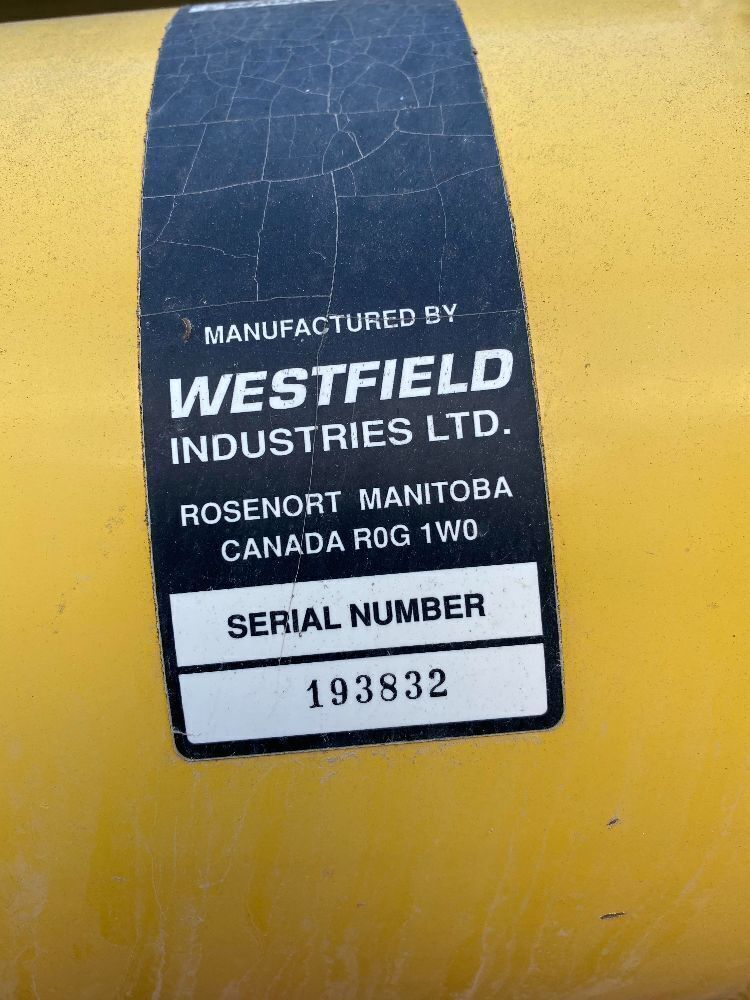 MANUFACTURED BY
WESTFIELD
INDUSTRIES LTD.
ROSENORT MANITOBA
CANADA R0G 1W0
SERIAL NUMBER
193832